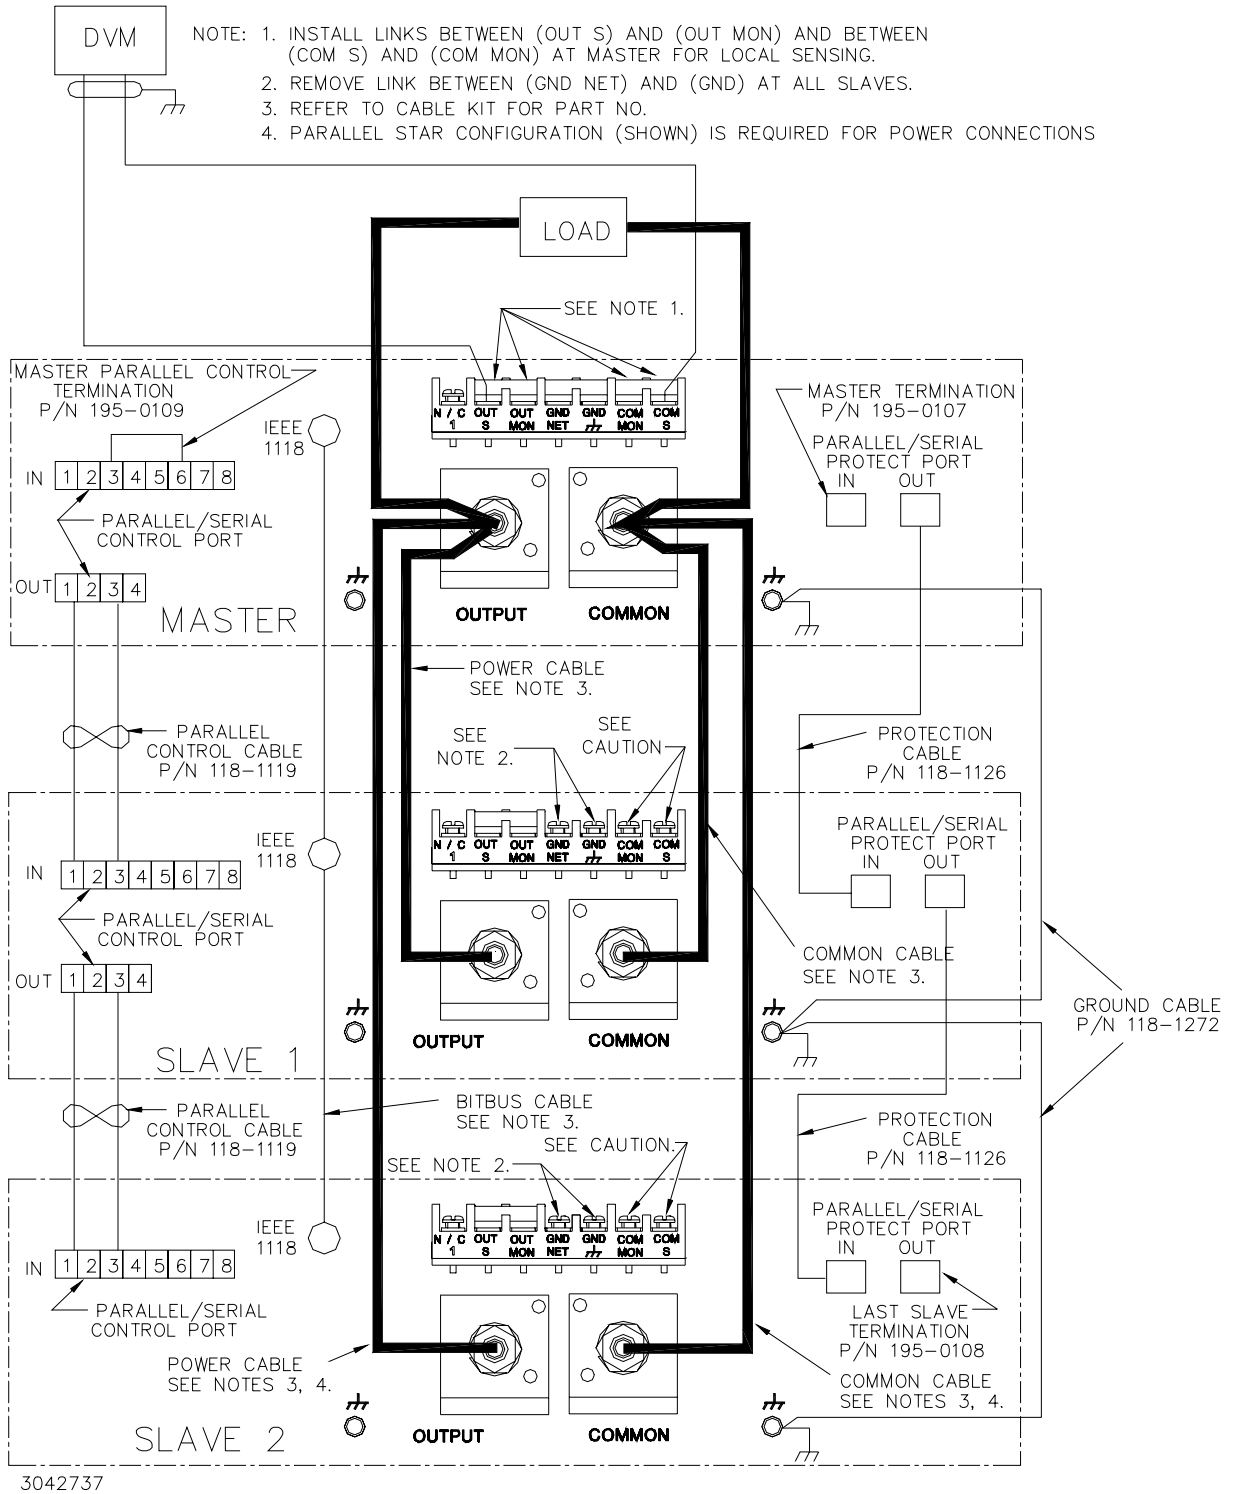 DVM
NOTE: 1. INSTALL LINKS BETWEEN (OUT S) AND (OUT MON) AND BETWEEN
(COM S) AND (COM MON) AT MASTER FOR LOCAL SENSING.
2. REMOVE LINK BETWEEN (GND NET) AND (GND) AT ALL SLAVES.
3. REFER TO CABLE KIT FOR PART NO.
4. PARALLEL STAR CONFIGURATION (SHOWN) IS REQUIRED FOR POWER CONNECTIONS
LOAD
SEE NOTE 1.
MASTER PARALLEL CONTROL
TERMINATION
P/N 195-0109
IEEE
1118
N / C OUT OUT GND GND COM COM
1 S MON NET MON S
MASTER TERMINATION
P/N 195-0107
PARALLEL/SERIAL
PROTECT PORT
IN OUT
IN 1 2 3 4 5 6 7 8
PARALLEL/SERIAL
CONTROL PORT
OUT 1 2 3 4
MASTER
OUTPUT COMMON
POWER CABLE
SEE NOTE 3.
PARALLEL
CONTROL CABLE
P/N 118-1119
SEE
NOTE 2.
SEE
CAUTION
PROTECTION
CABLE
P/N 118-1126
IEEE
1118
N / C OUT OUT GND GND COM COM
1 S MON NET MON S
PARALLEL/SERIAL
PROTECT PORT
IN OUT
IN 1 2 3 4 5 6 7 8
PARALLEL/SERIAL
CONTROL PORT
OUT 1 2 3 4
COMMON CABLE
SEE NOTE 3.
GROUND CABLE
P/N 118-1272
SLAVE 1
OUTPUT COMMON
PARALLEL
CONTROL CABLE
P/N 118-1119
BITBUS CABLE
SEE NOTE 3.
SEE CAUTION.
SEE NOTE 2.
PROTECTION
CABLE
P/N 118-1126
IEEE
1118
N / C OUT OUT GND GND COM COM
1 S MON NET MON S
PARALLEL/SERIAL
PROTECT PORT
IN OUT
IN 1 2 3 4 5 6 7 8
PARALLEL/SERIAL
CONTROL PORT
LAST SLAVE
TERMINATION
P/N 195-0108
POWER CABLE
SEE NOTES 3, 4.
COMMON CABLE
SEE NOTES 3, 4.
SLAVE 2
OUTPUT COMMON
3042737